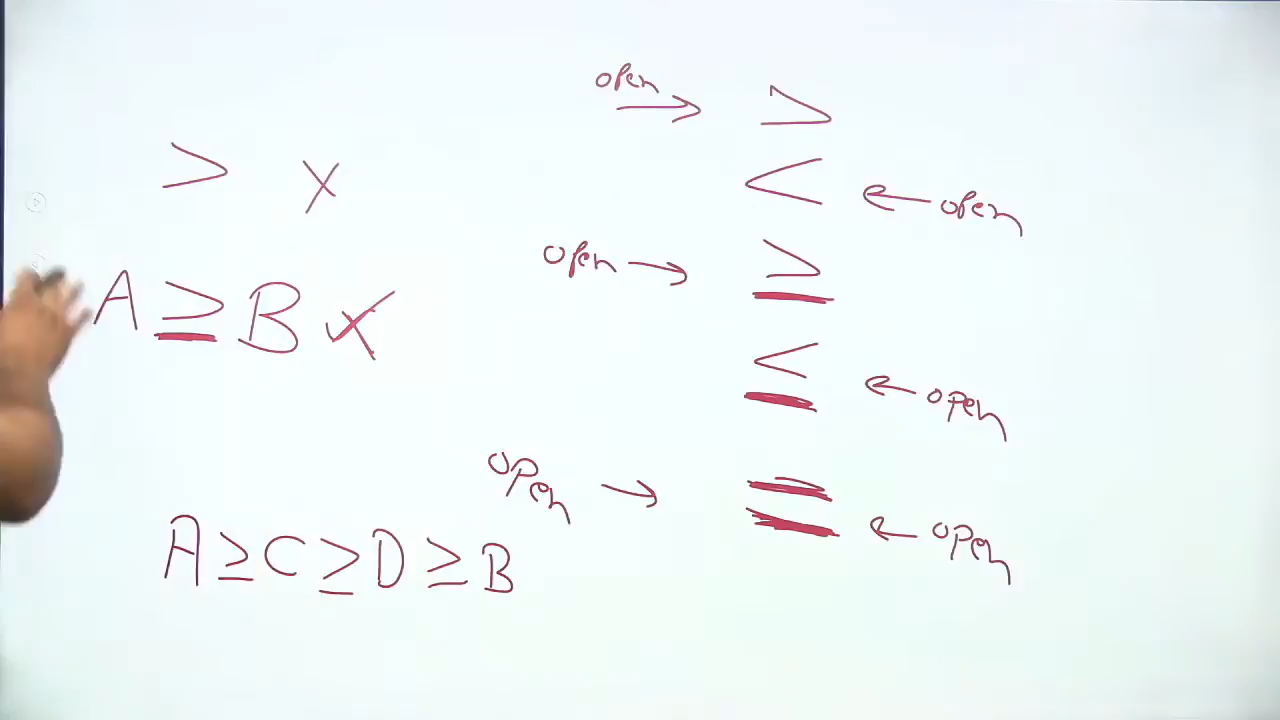 open → >
< ← open
> X
open → ≥
A ≥ B ✓X
≤ ← open
open → = ← open
A ≥ C ≥ D ≥ B